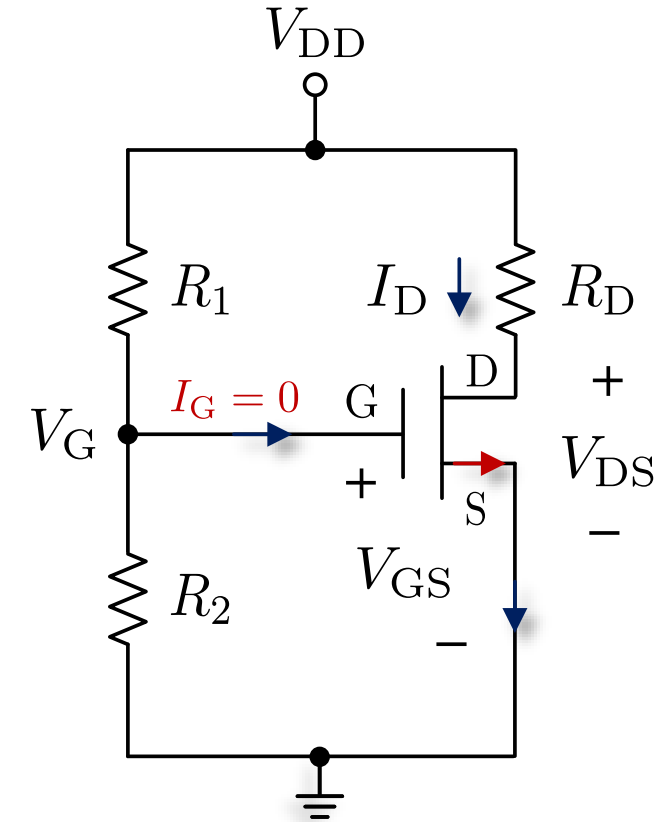 V_DD
R_1
I_D
R_D
I_G = 0
G
D
+
V_G
V_DS
+
S
−
V_GS
R_2
−